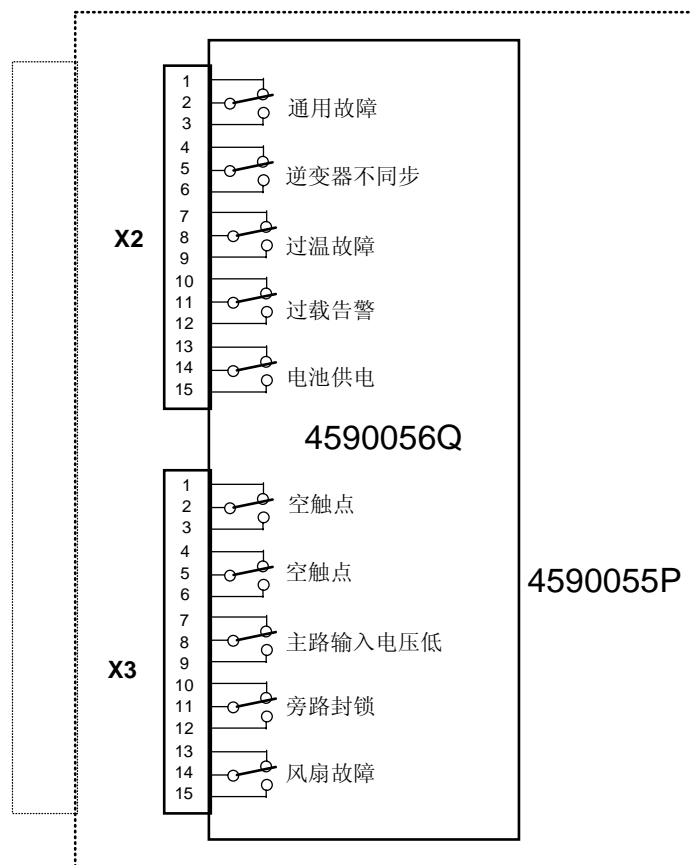 1
2
3
通用故障
4
5
6
逆变器不同步
X2
7
8
9
过温故障
10
11
12
过载告警
13
14
15
电池供电
4590056Q
1
2
3
空触点
4
5
6
空触点
4590055P
X3
7
8
9
主路输入电压低
10
11
12
旁路封锁
13
14
15
风扇故障